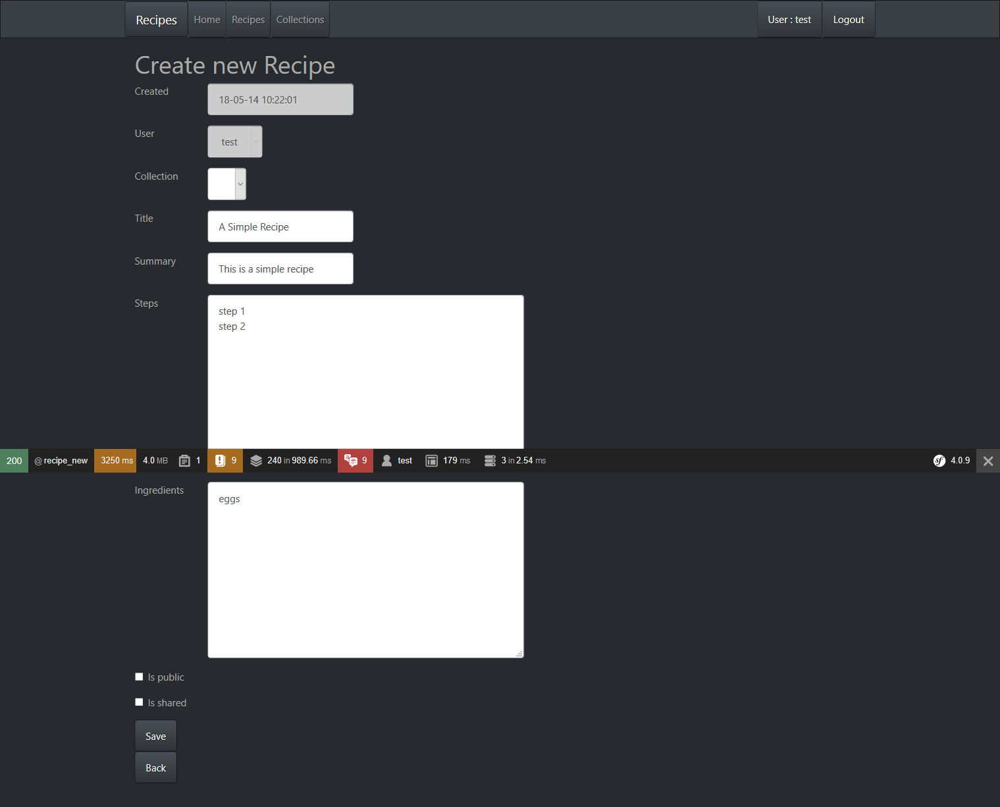 Recipes Home Recipes Collections User : test Logout
Create new Recipe
Created 18-05-14 10:22:01
User test
Collection
Title A Simple Recipe
Summary This is a simple recipe
Steps step 1
step 2
200 @ recipe_new 3250 ms 4.0 MB 1 9 240 in 989.66 ms 9 test 179 ms 3 in 2.54 ms 4.0.9
Ingredients eggs
Is public
Is shared
Save
Back